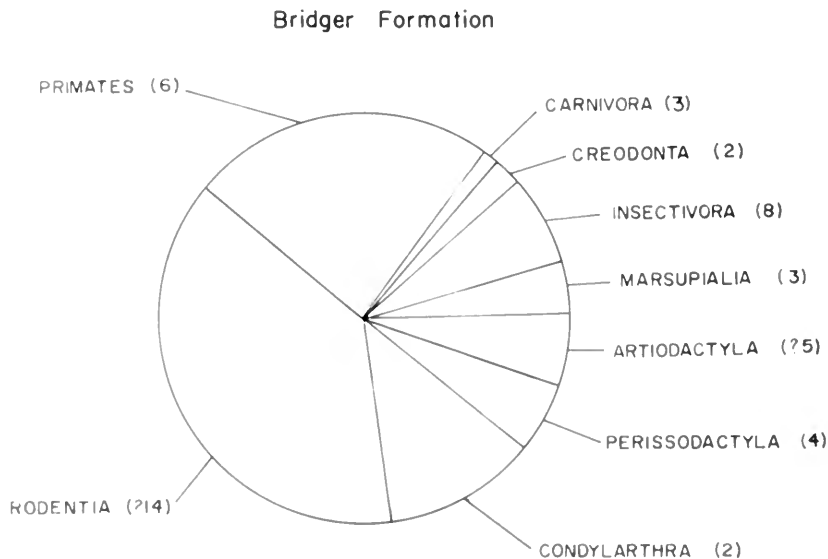 Bridger Formation
PRIMATES (6)
CARNIVORA (3)
CREODONTA (2)
INSECTIVORA (8)
MARSUPIALIA (3)
ARTIODACTYLA (?5)
PERISSODACTYLA (4)
RODENTIA (?14)
CONDYLARTHRA (2)